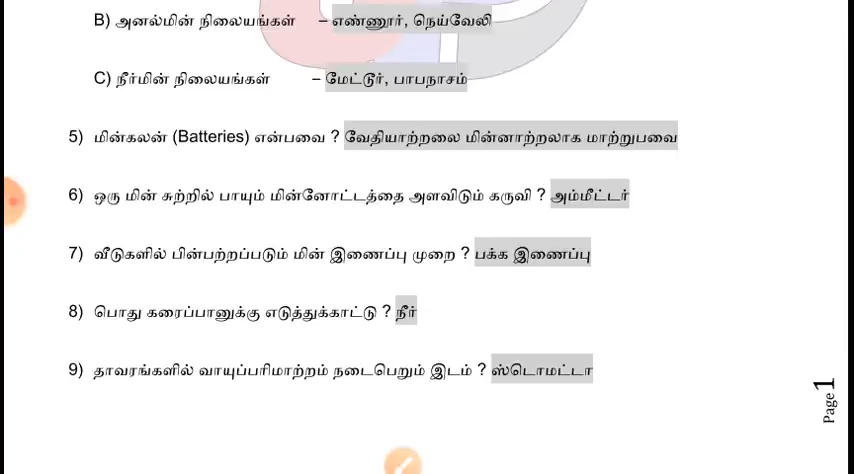 B) அனல்மின் நிலையங்கள் – எண்ணூர், நெய்வேலி
C) நீர்மின் நிலையங்கள் – மேட்டூர், பாபநாசம்
5) மின்கலன் (Batteries) என்பவை ? வேதியாற்றலை மின்னாற்றலாக மாற்றுபவை
6) ஒரு மின் சுற்றில் பாயும் மின்னோட்டத்தை அளவிடும் கருவி ? அம்மீட்டர்
7) வீடுகளில் பின்பற்றப்படும் மின் இணைப்பு முறை ? பக்க இணைப்பு
8) பொது கரைப்பானுக்கு எடுத்துக்காட்டு ? நீர்
9) தாவரங்களில் வாயுப்பரிமாற்றம் நடைபெறும் இடம் ? ஸ்டொமட்டா
Page 1